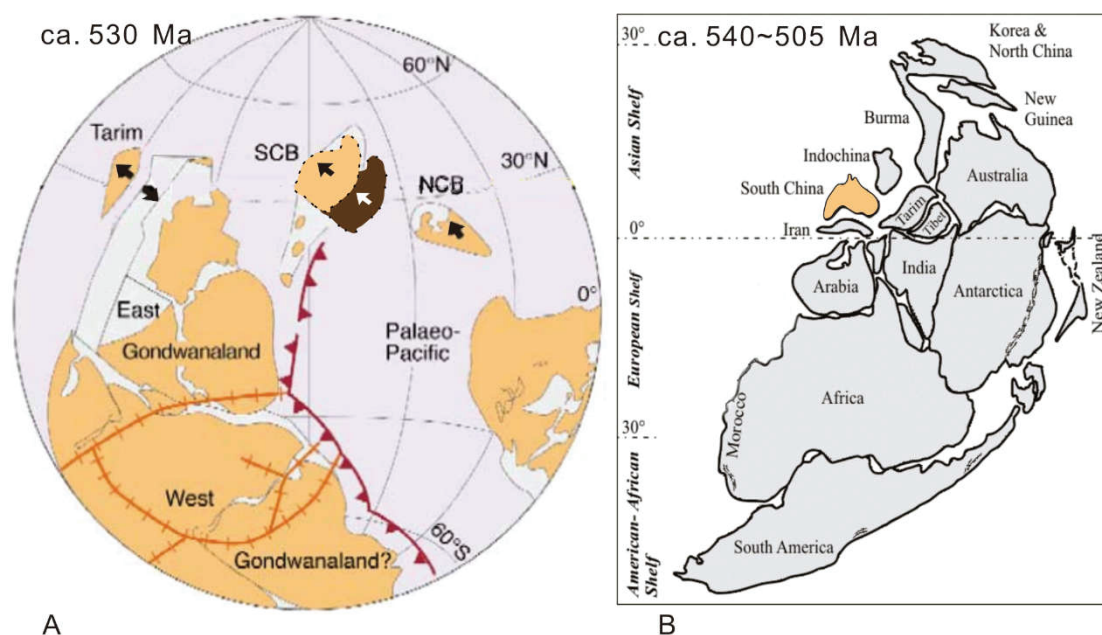 ca. 530 Ma
60°N
Tarim
SCB
30°N
NCB
0°
East
Gondwanaland
Palaeo-
Pacific
West
60°S
Gondwanaland?
A
ca. 540~505 Ma
30°
Korea &
North China
New
Guinea
Burma
Asian Shelf
Indochina
Australia
South China
Tarim
Tibet
Iran
0°
India
Arabia
Antarctica
New Zealand
European Shelf
Africa
Morocco
30°
South America
American- African
Shelf
B